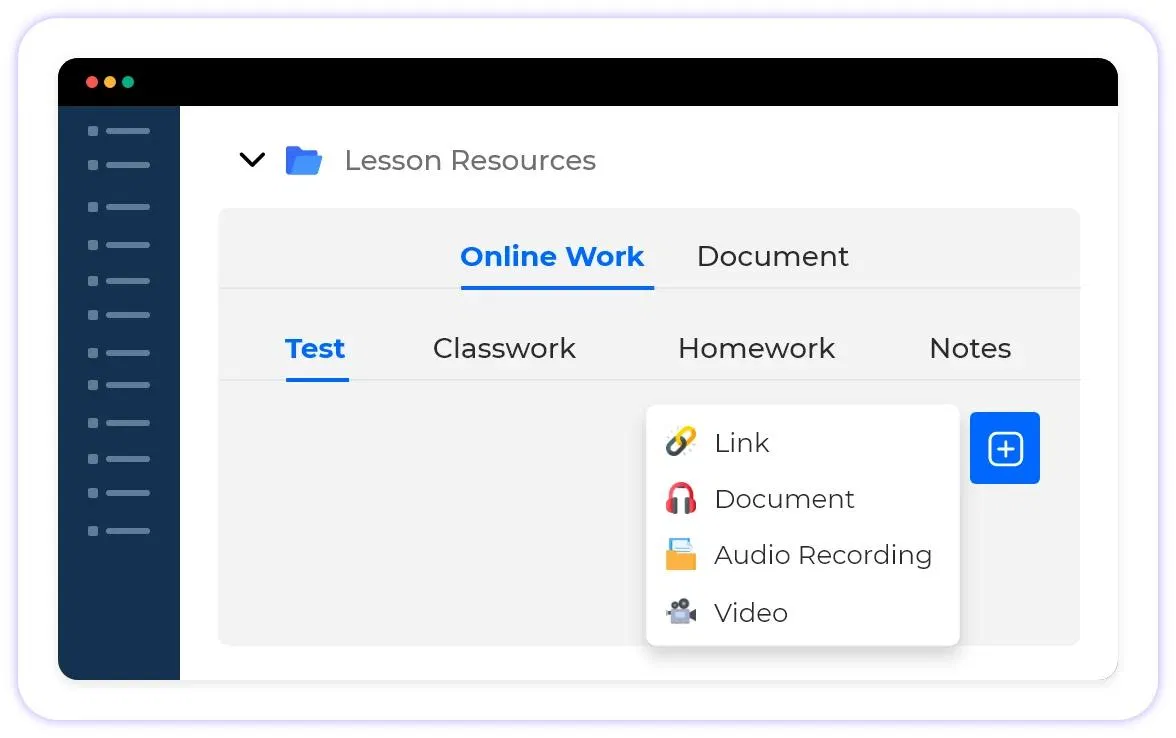 Lesson Resources
Online Work Document
Test Classwork Homework Notes
Link
Document
Audio Recording
Video